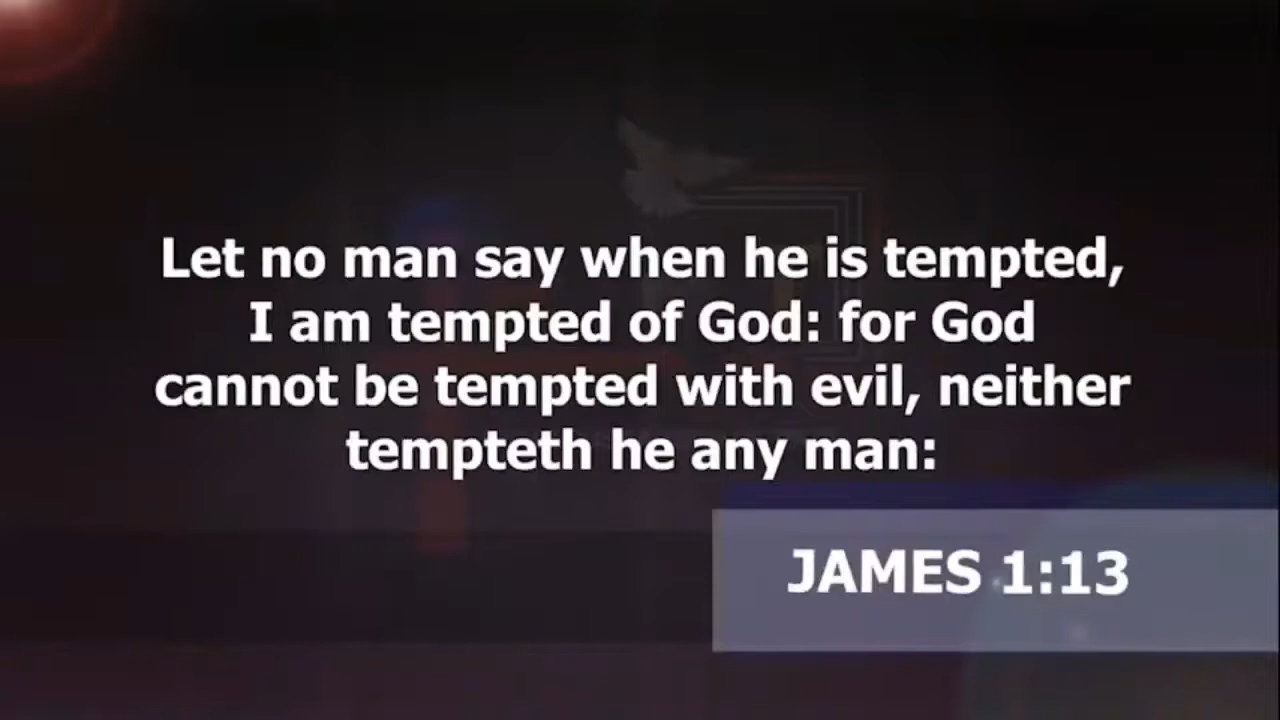 Let no man say when he is tempted,
I am tempted of God: for God
cannot be tempted with evil, neither
tempteth he any man:
JAMES 1:13